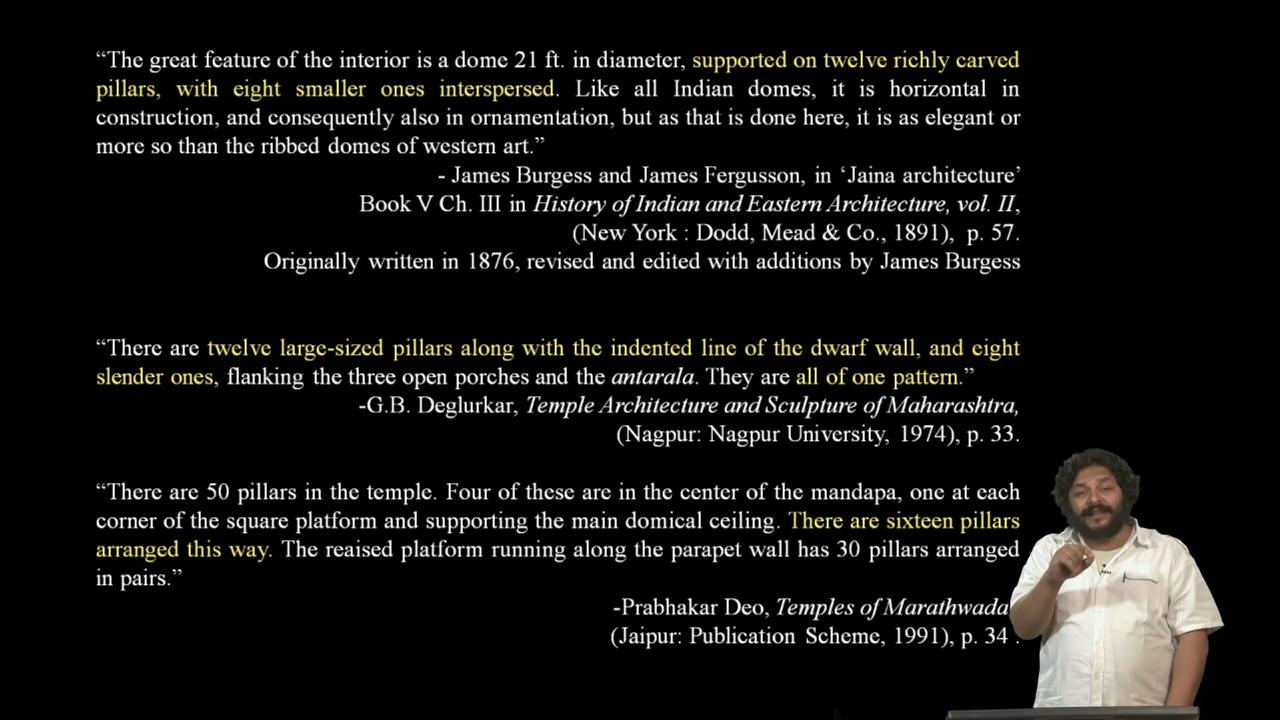 “The great feature of the interior is a dome 21 ft. in diameter, supported on twelve richly carved
pillars, with eight smaller ones interspersed. Like all Indian domes, it is horizontal in
construction, and consequently also in ornamentation, but as that is done here, it is as elegant or
more so than the ribbed domes of western art.”
- James Burgess and James Fergusson, in ‘Jaina architecture’
Book V Ch. III in History of Indian and Eastern Architecture, vol. II,
(New York : Dodd, Mead & Co., 1891), p. 57.
Originally written in 1876, revised and edited with additions by James Burgess
“There are twelve large-sized pillars along with the indented line of the dwarf wall, and eight
slender ones, flanking the three open porches and the antarala. They are all of one pattern.”
-G.B. Deglurkar, Temple Architecture and Sculpture of Maharashtra,
(Nagpur: Nagpur University, 1974), p. 33.
“There are 50 pillars in the temple. Four of these are in the center of the mandapa, one at each
corner of the square platform and supporting the main domical ceiling. There are sixteen pillars
arranged this way. The reaised platform running along the parapet wall has 30 pillars arranged
in pairs.”
-Prabhakar Deo, Temples of Marathwada
(Jaipur: Publication Scheme, 1991), p. 34 .